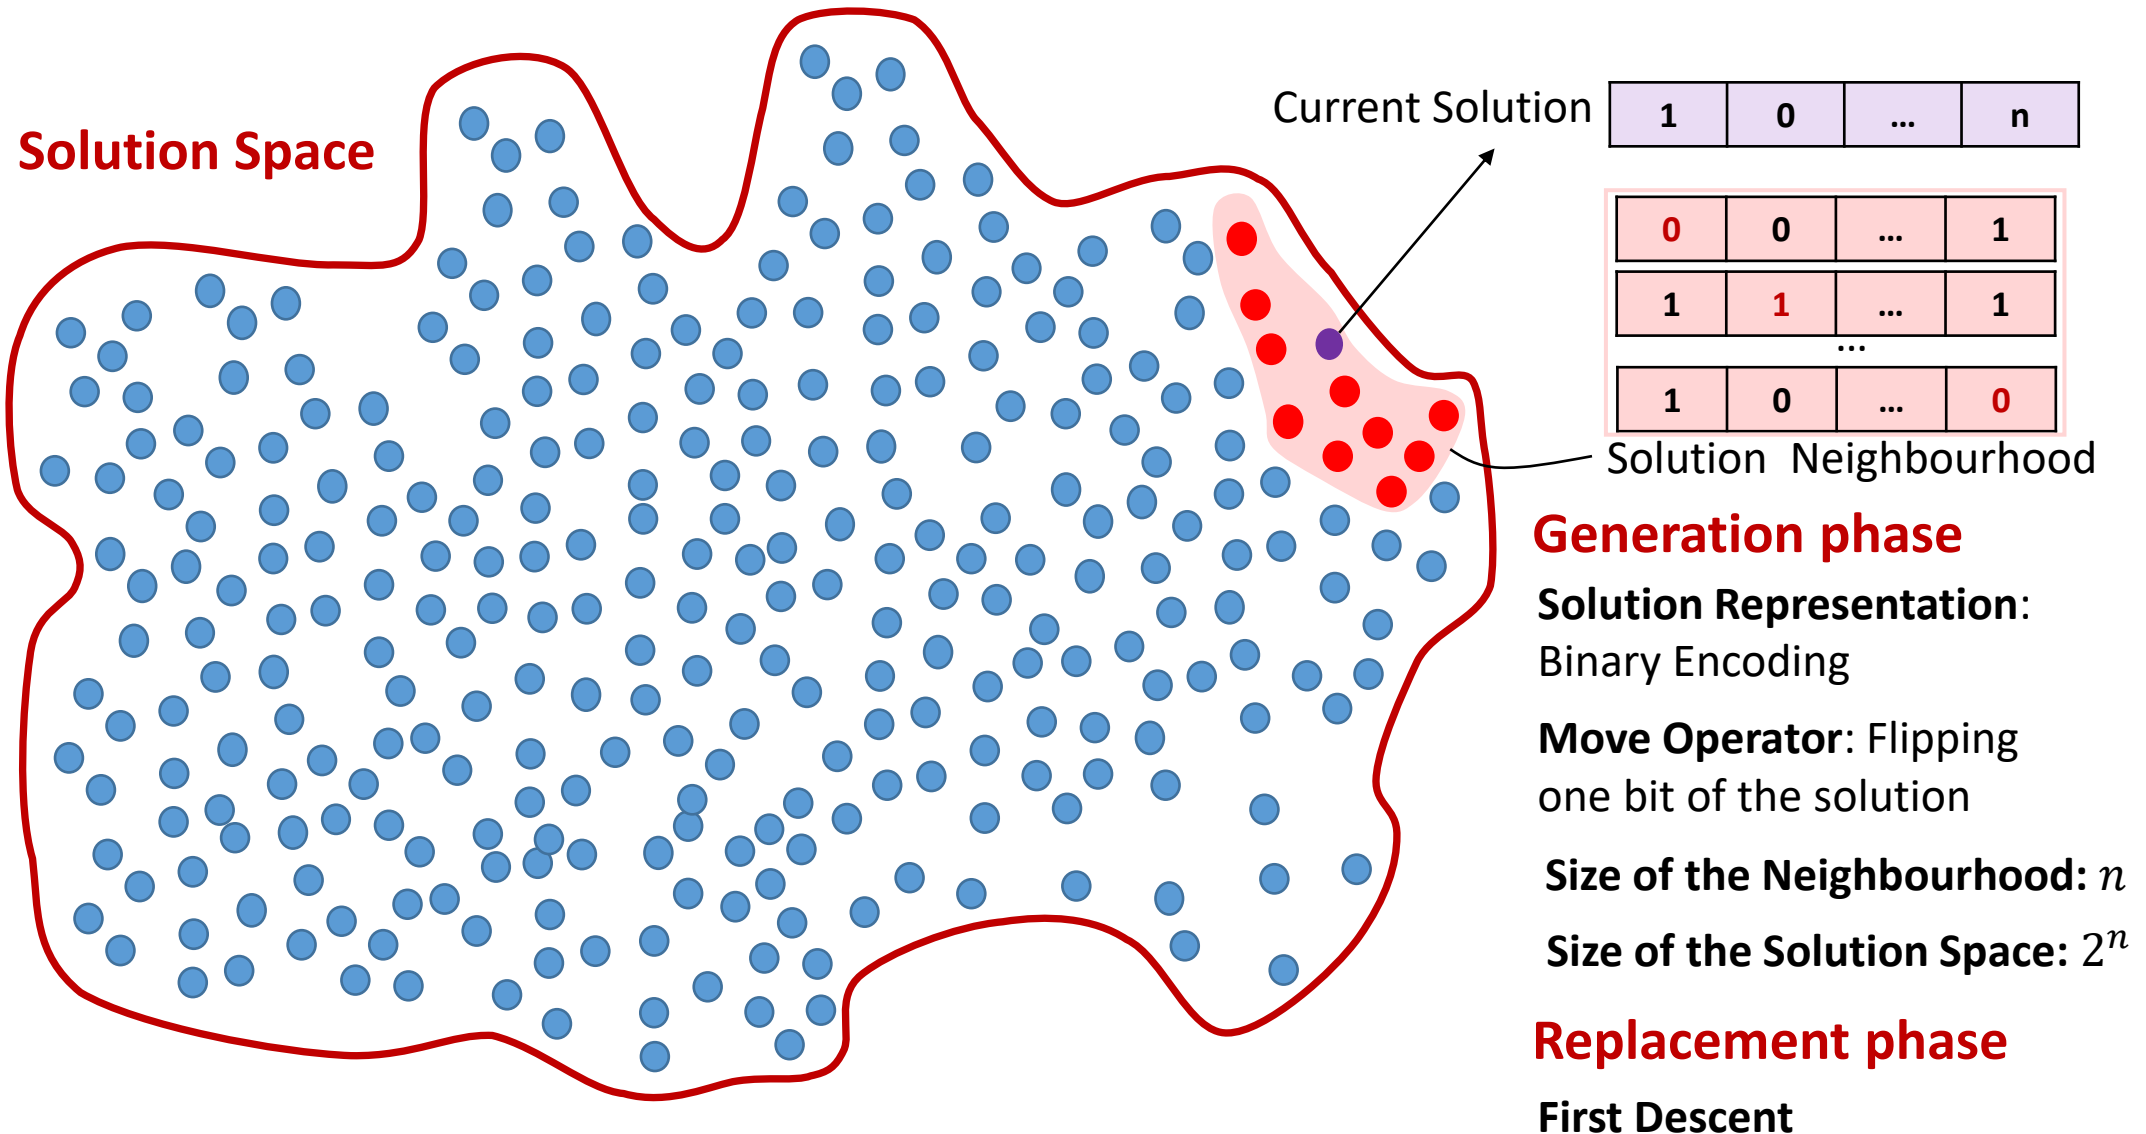 Solution Space
Current Solution
1 0 ... n
0 0 ... 1
1 1 ... 1
...
1 0 ... 0
Solution Neighbourhood
Generation phase
Solution Representation:
Binary Encoding
Move Operator: Flipping
one bit of the solution
Size of the Neighbourhood: n
Size of the Solution Space: 2^n
Replacement phase
First Descent